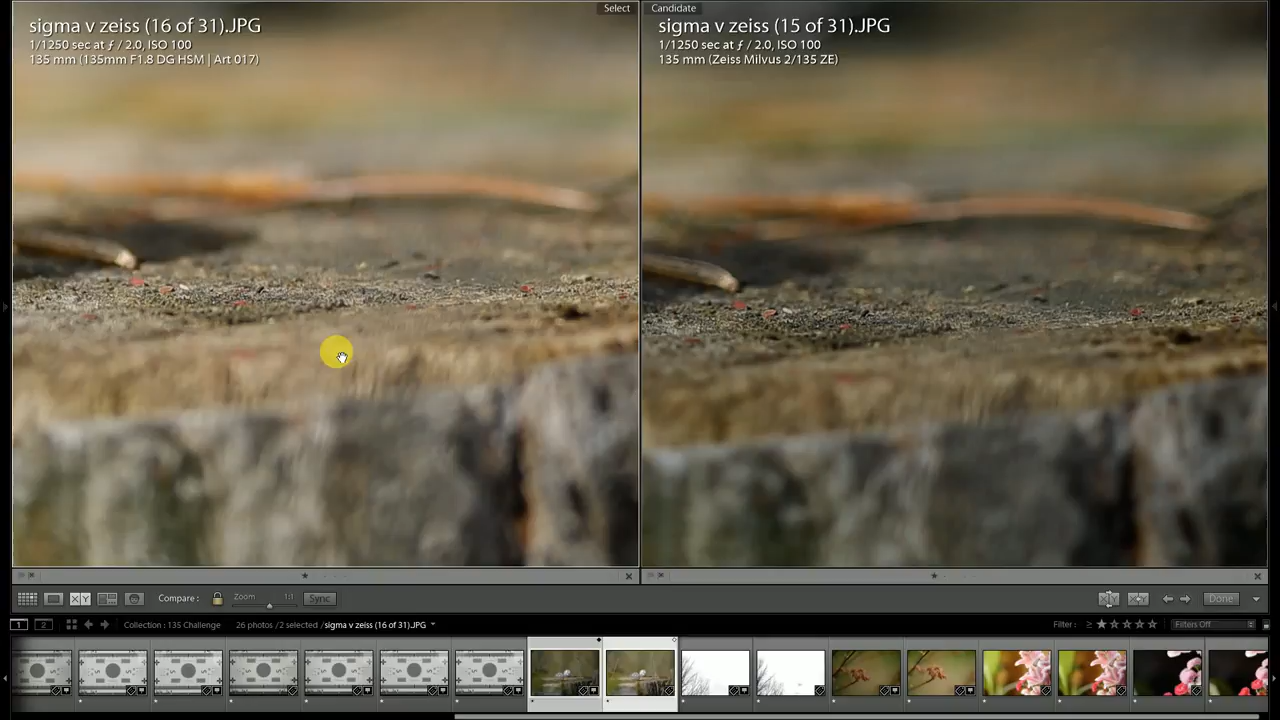 Select
sigma v zeiss (16 of 31).JPG
1/1250 sec at ƒ / 2.0, ISO 100
135 mm (135mm F1.8 DG HSM | Art 017)
Candidate
sigma v zeiss (15 of 31).JPG
1/1250 sec at ƒ / 2.0, ISO 100
135 mm (Zeiss Milvus 2/135 ZE)
X Y Compare : Zoom 1:1 Sync Done
1 2 Collection : 135 Challenge 26 photos /2 selected /sigma v zeiss (16 of 31).JPG Filter : ≥ ★ ★ ★ ★ ★ Filters Off